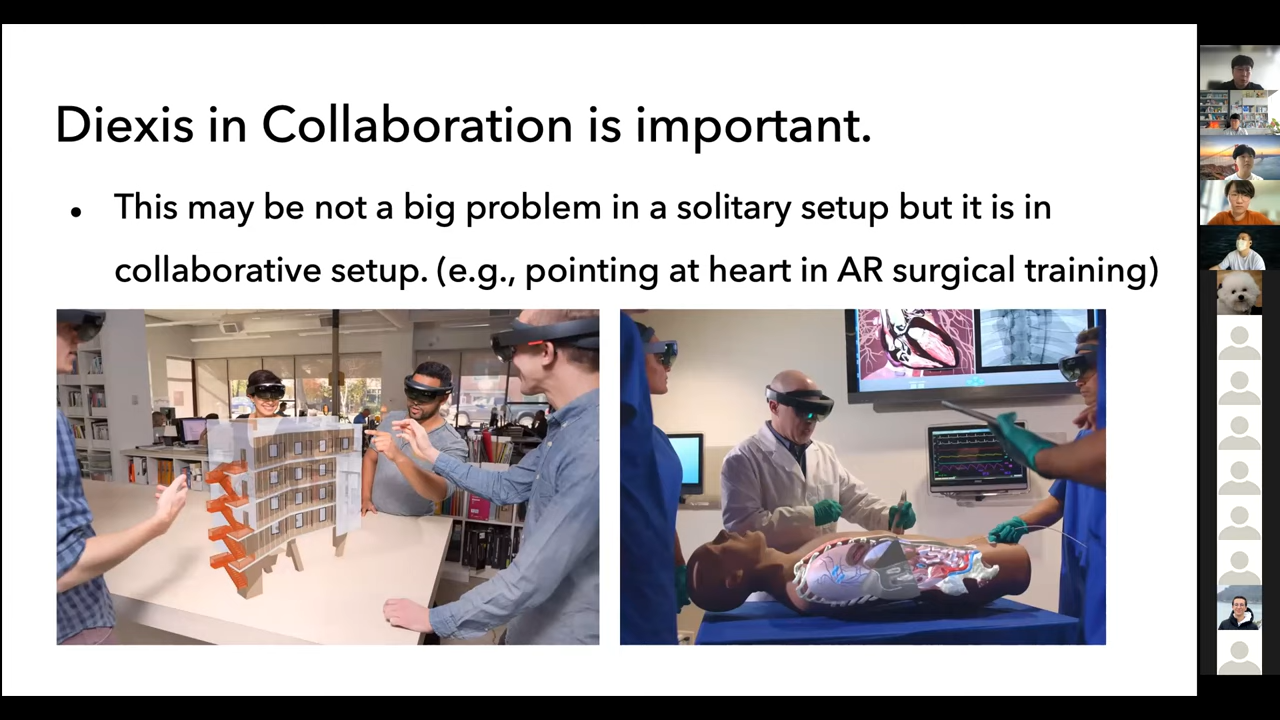 Diexis in Collaboration is important.
• This may be not a big problem in a solitary setup but it is in
collaborative setup. (e.g., pointing at heart in AR surgical training)